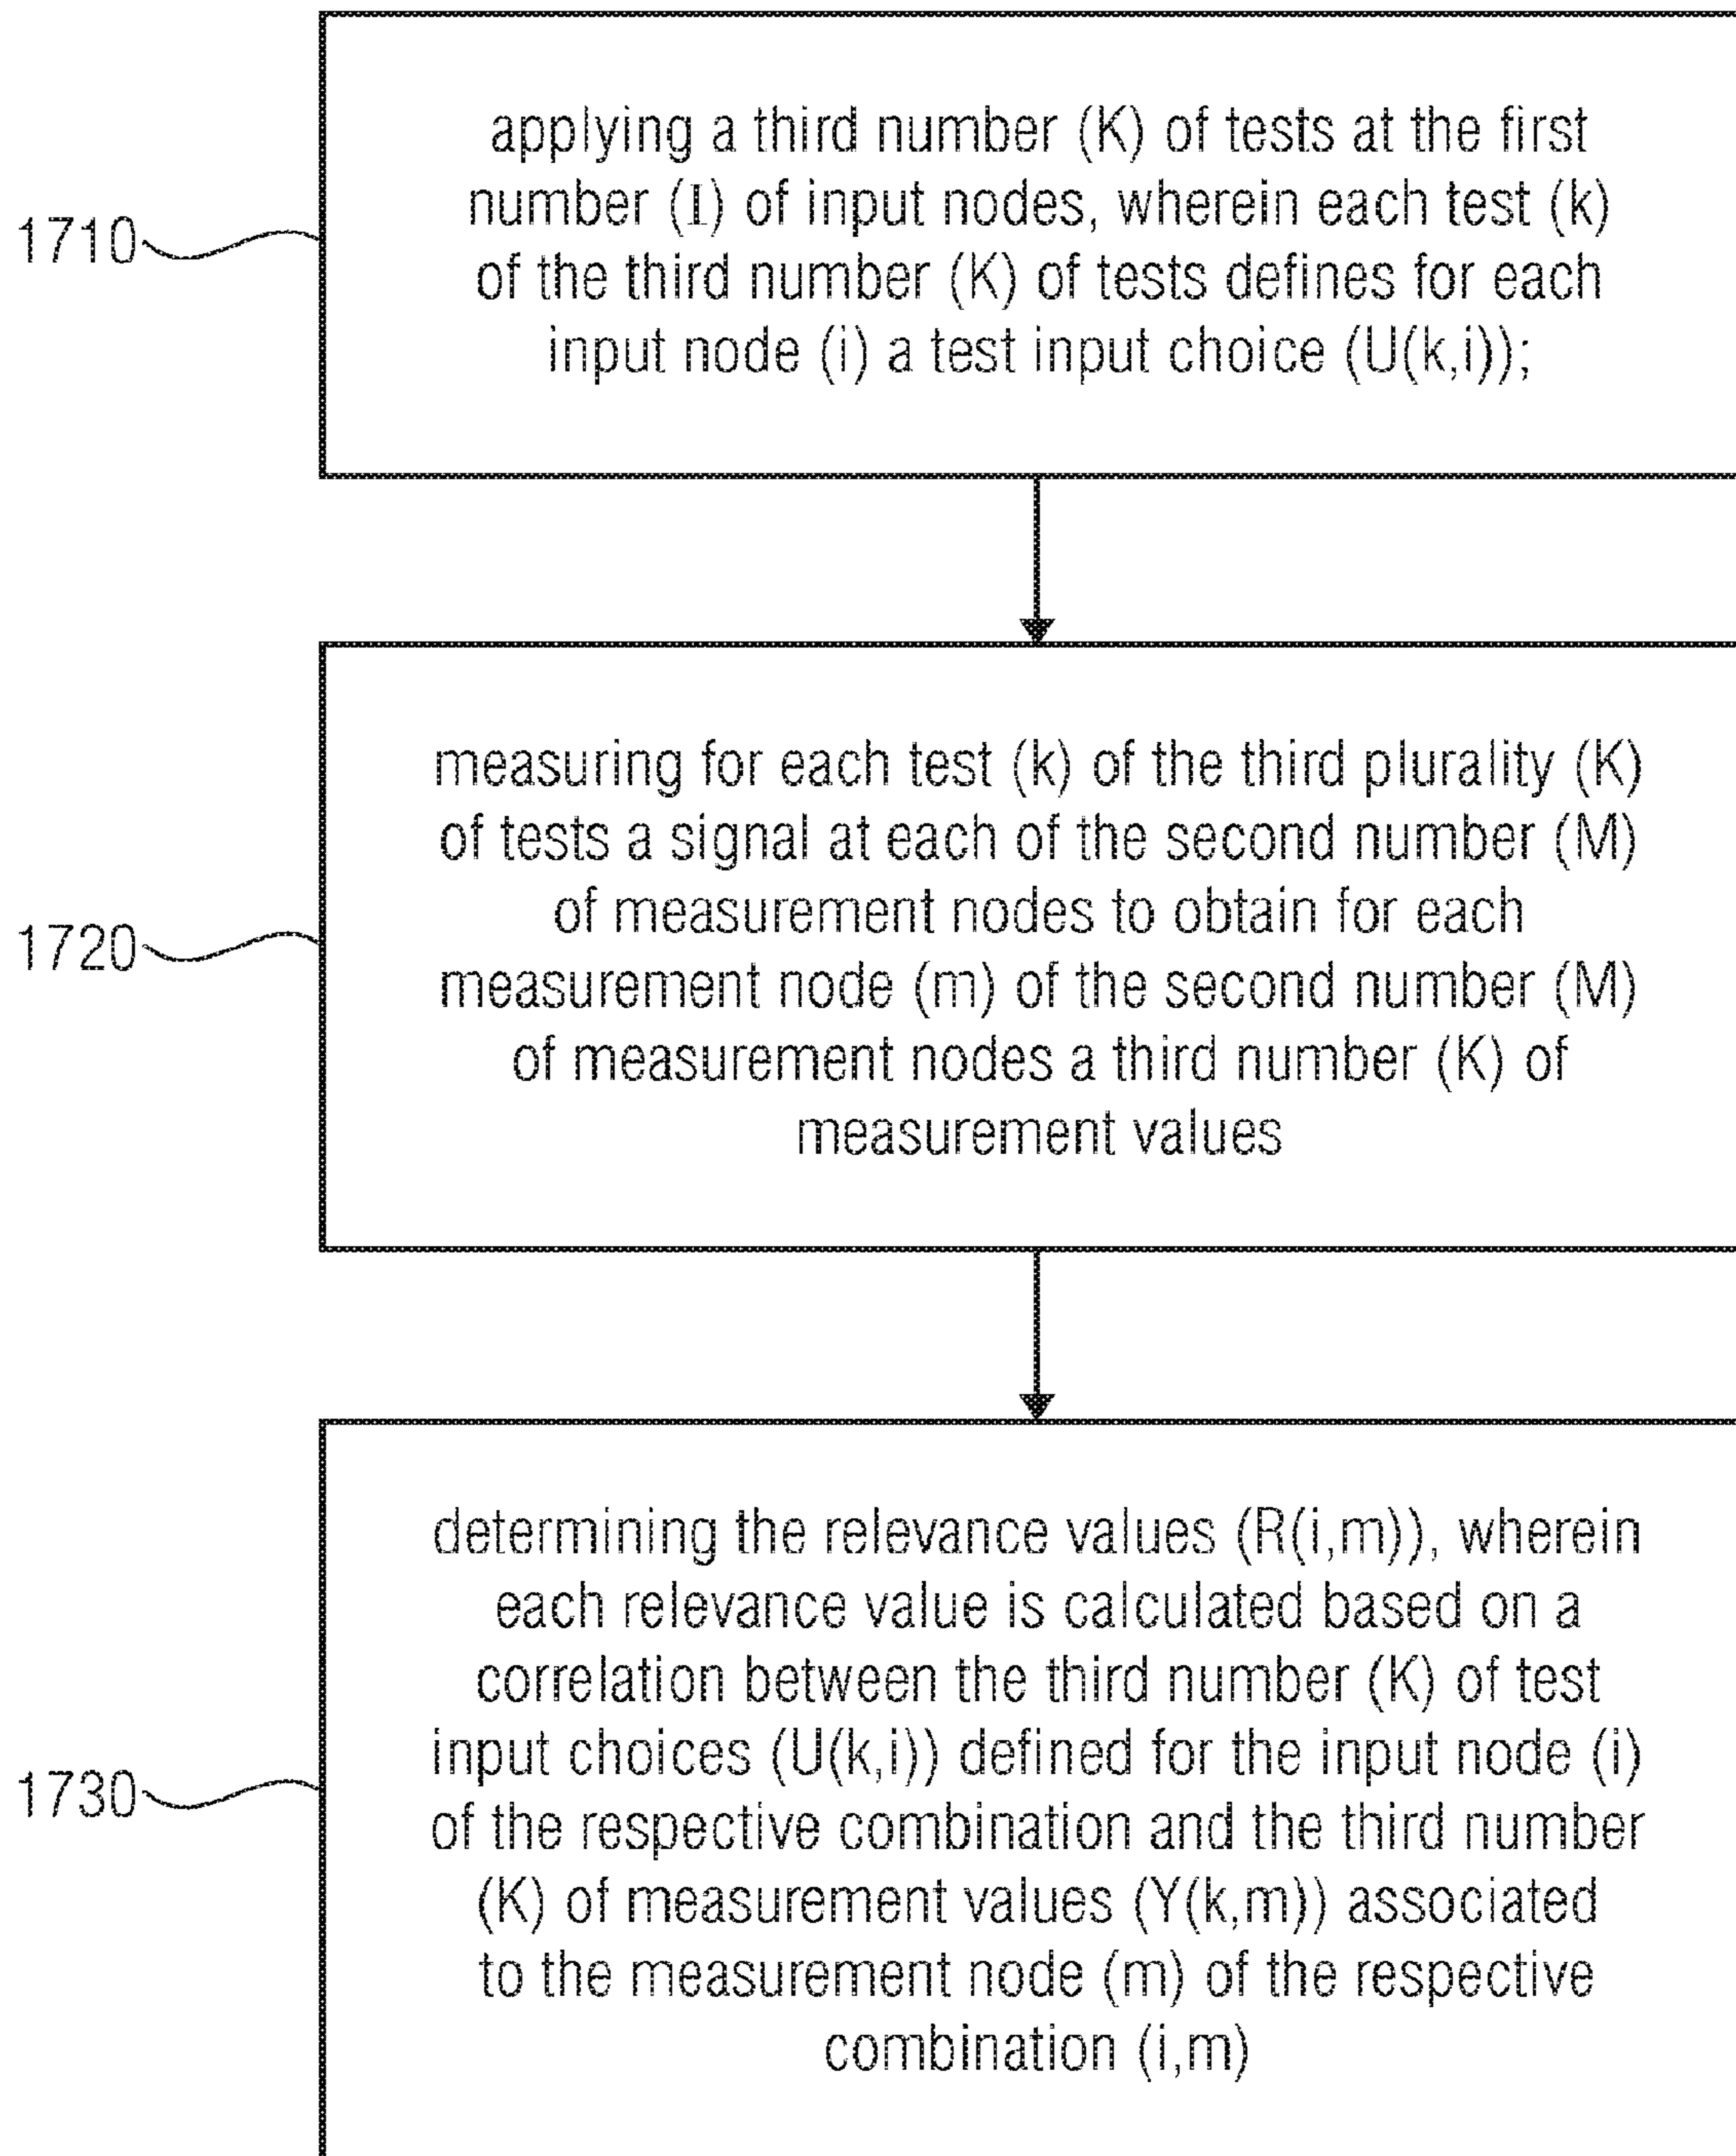 applying a third number (K) of tests at the first
number (I) of input nodes, wherein each test (k)
of the third number (K) of tests defines for each
input node (i) a test input choice (U(k,i));
1710
measuring for each test (k) of the third plurality (K)
of tests a signal at each of the second number (M)
of measurement nodes to obtain for each
measurement node (m) of the second number (M)
of measurement nodes a third number (K) of
measurement values
1720
determining the relevance values (R(i,m)), wherein
each relevance value is calculated based on a
correlation between the third number (K) of test
input choices (U(k,i)) defined for the input node (i)
of the respective combination and the third number
(K) of measurement values (Y(k,m)) associated
to the measurement node (m) of the respective
combination (i,m)
1730